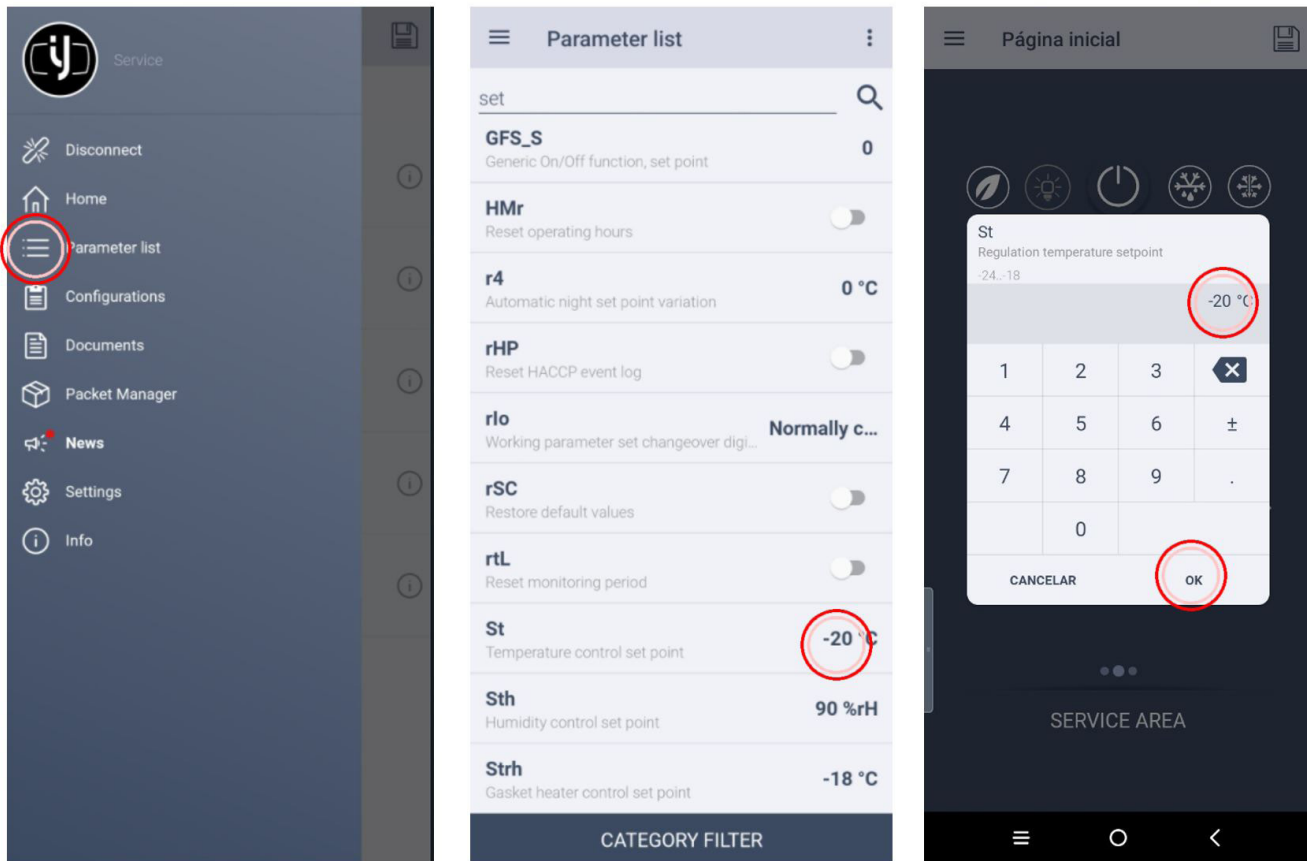 Service
Disconnect
Home
Parameter list
Configurations
Documents
Packet Manager
News
Settings
Info
Parameter list
set
GFS_S
Generic On/Off function, set point
0
HMr
Reset operating hours
r4
Automatic night set point variation
0 °C
rHP
Reset HACCP event log
rlo
Working parameter set changeover digi...
Normally c...
rSC
Restore default values
rtL
Reset monitoring period
St
Temperature control set point
-20 °C
Sth
Humidity control set point
90 %rH
Strh
Gasket heater control set point
-18 °C
CATEGORY FILTER
Página inicial
St
Regulation temperature setpoint
-24..-18
-20 °C
1 2 3
4 5 6 ±
7 8 9 .
0
CANCELAR OK
SERVICE AREA